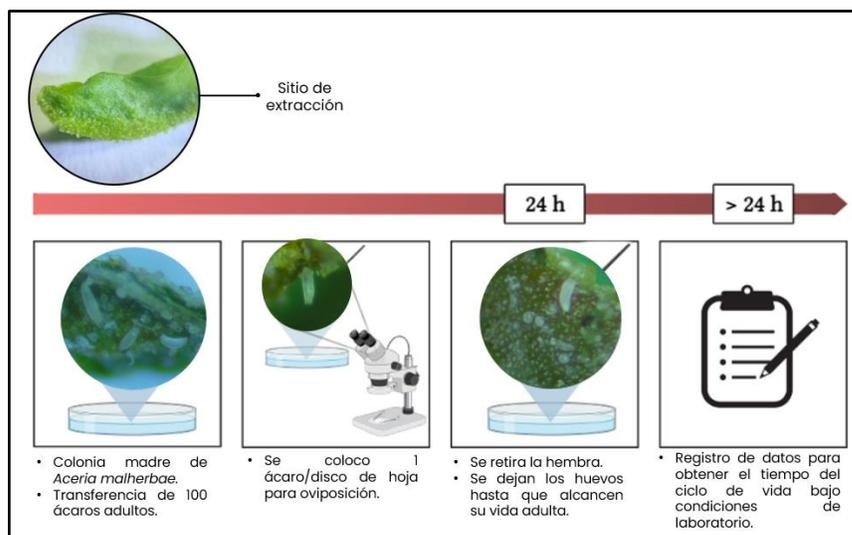 Sitio de
extracción
24 h
> 24 h
• Colonia madre de
Aceria malherbae.
• Transferencia de 100
ácaros adultos.
• Se coloco 1
ácaro/disco de hoja
para oviposición.
• Se retira la hembra.
• Se dejan los huevos
hasta que alcancen
su vida adulta.
• Registro de datos para
obtener el tiempo del
ciclo de vida bajo
condiciones de
laboratorio.